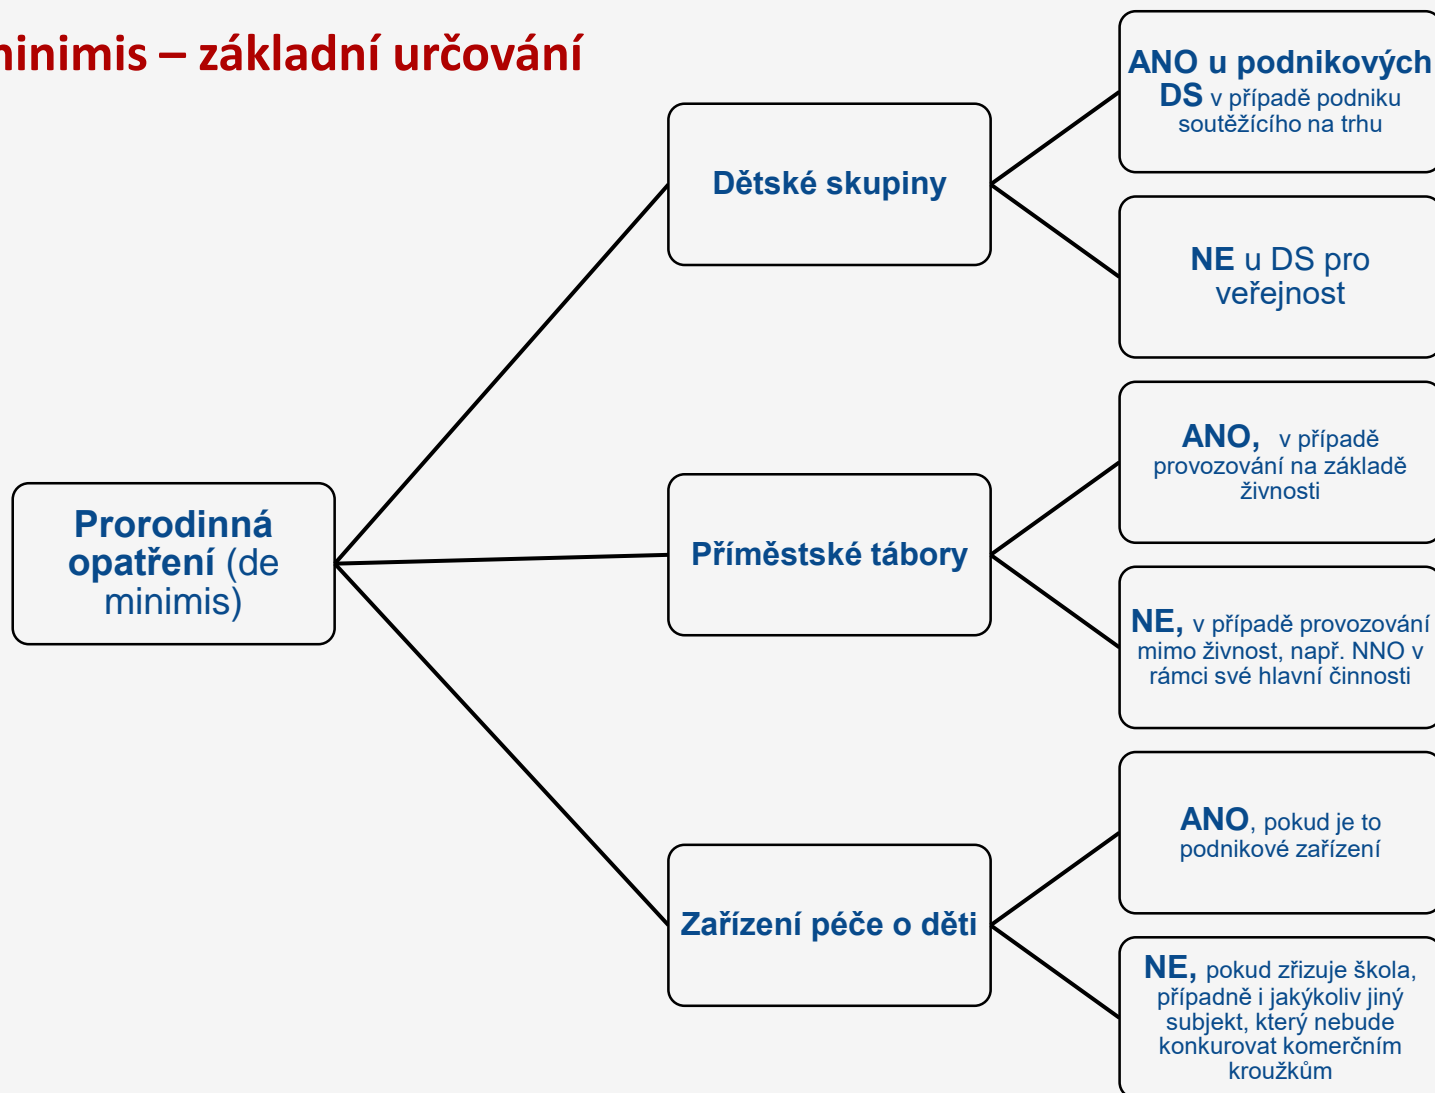 minimis – základní určování
ANO u podnikových
DS v případě podniku
soutěžícího na trhu
Dětské skupiny
NE u DS pro
veřejnost
ANO, v případě
provozování na základě
živnosti
Prorodinná
opatření (de
minimis)
Příměstské tábory
NE, v případě provozování
mimo živnost, např. NNO v
rámci své hlavní činnosti
ANO, pokud je to
podnikové zařízení
Zařízení péče o děti
NE, pokud zřizuje škola,
případně i jakýkoliv jiný
subjekt, který nebude
konkurovat komerčním
kroužkům